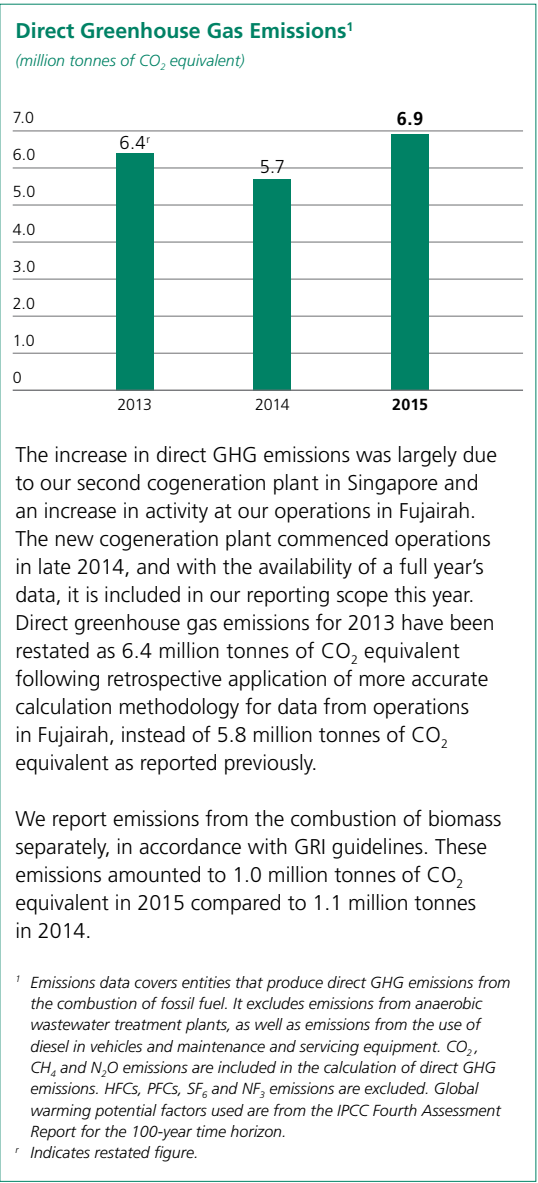 Direct Greenhouse Gas Emissions¹
(million tonnes of CO₂ equivalent)
7.0
6.0
5.0
4.0
3.0
2.0
1.0
0
6.4ʳ
5.7
6.9
2013
2014
2015
The increase in direct GHG emissions was largely due
to our second cogeneration plant in Singapore and
an increase in activity at our operations in Fujairah.
The new cogeneration plant commenced operations
in late 2014, and with the availability of a full year's
data, it is included in our reporting scope this year.
Direct greenhouse gas emissions for 2013 have been
restated as 6.4 million tonnes of CO₂ equivalent
following retrospective application of more accurate
calculation methodology for data from operations
in Fujairah, instead of 5.8 million tonnes of CO₂
equivalent as reported previously.
We report emissions from the combustion of biomass
separately, in accordance with GRI guidelines. These
emissions amounted to 1.0 million tonnes of CO₂
equivalent in 2015 compared to 1.1 million tonnes
in 2014.
¹ Emissions data covers entities that produce direct GHG emissions from
the combustion of fossil fuel. It excludes emissions from anaerobic
wastewater treatment plants, as well as emissions from the use of
diesel in vehicles and maintenance and servicing equipment. CO₂,
CH₄ and N₂O emissions are included in the calculation of direct GHG
emissions. HFCs, PFCs, SF₆ and NF₃ emissions are excluded. Global
warming potential factors used are from the IPCC Fourth Assessment
Report for the 100-year time horizon.
ʳ Indicates restated figure.